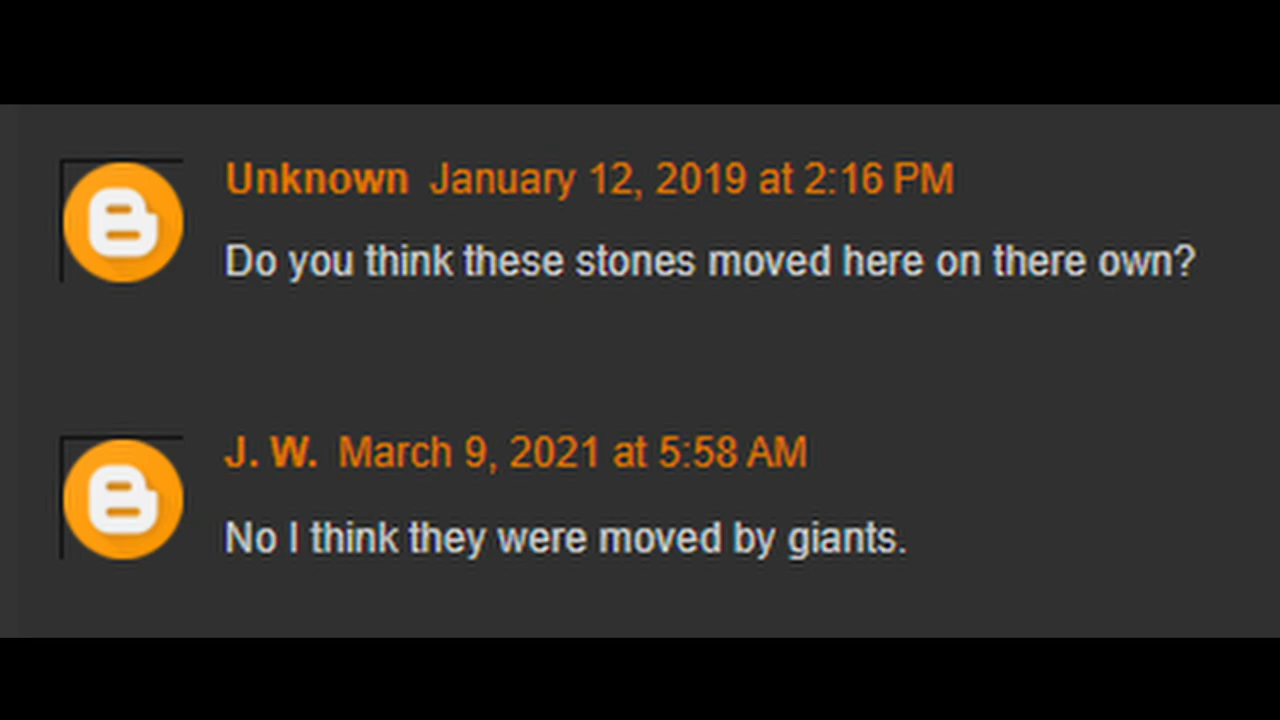 Unknown January 12, 2019 at 2:16 PM
Do you think these stones moved here on there own?
J. W. March 9, 2021 at 5:58 AM
No I think they were moved by giants.